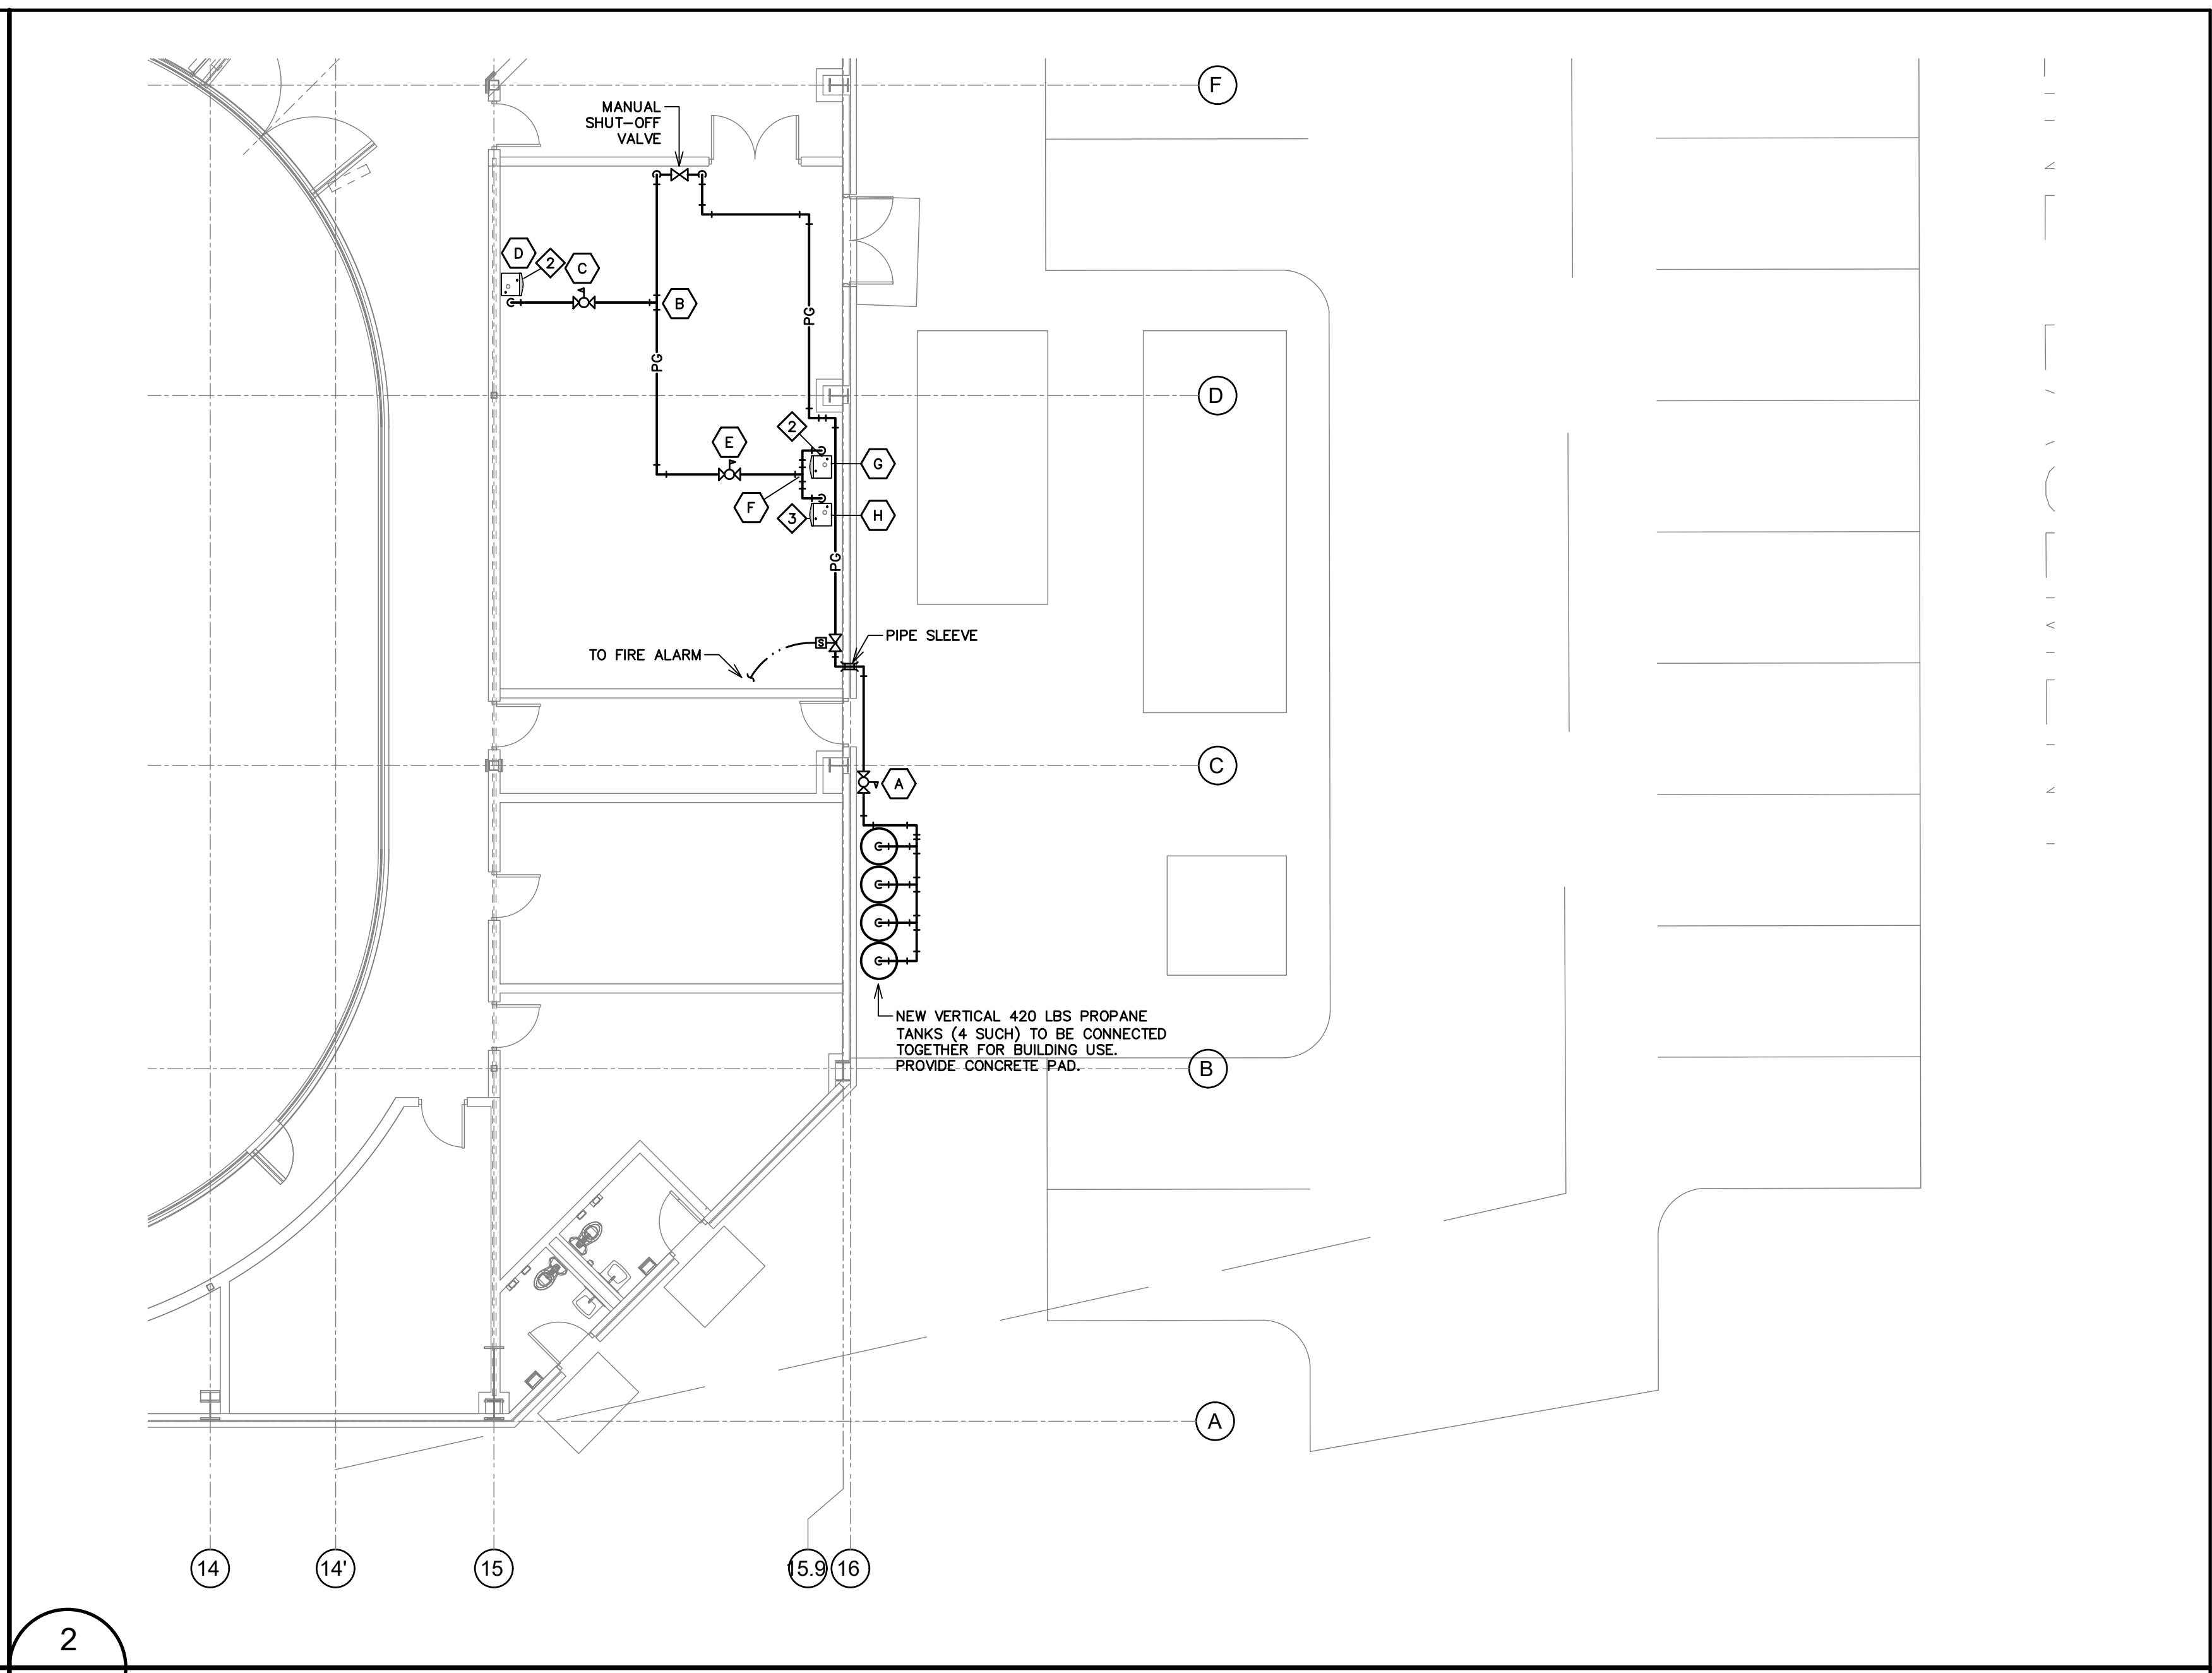 F
MANUAL
SHUT-OFF
VALVE
D
2
C
B
PG
PG
D
2
E
G
F
3
H
PG
S
PIPE SLEEVE
TO FIRE ALARM
C
A
NEW VERTICAL 420 LBS PROPANE
TANKS (4 SUCH) TO BE CONNECTED
TOGETHER FOR BUILDING USE.
PROVIDE CONCRETE PAD.
B
A
14
14'
15
15.9
16
2